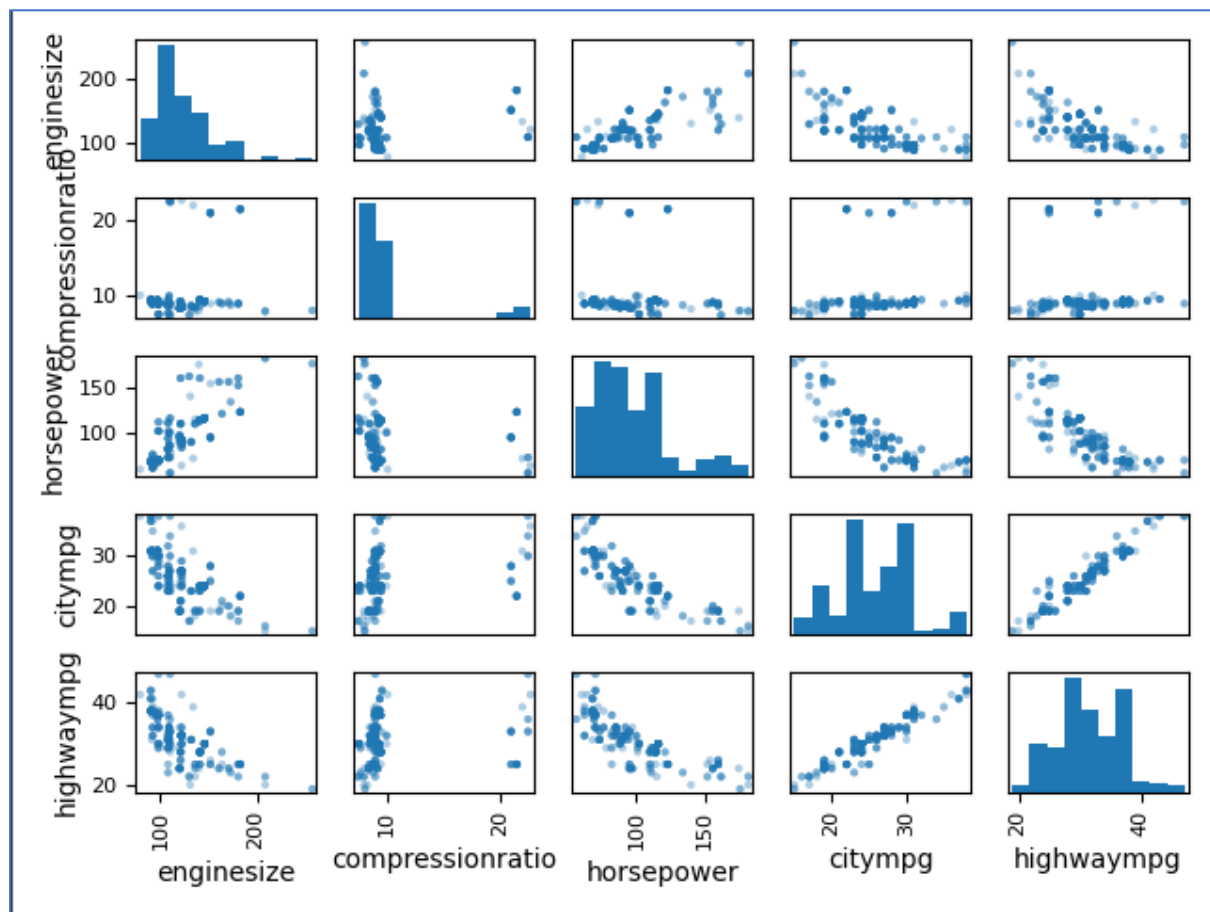 enginesize
200
100
compressionratio
20
10
horsepower
150
100
citympg
30
20
highwaympg
40
20
100 200 10 20 100 150 20 30 20 40
enginesize compressionratio horsepower citympg highwaympg